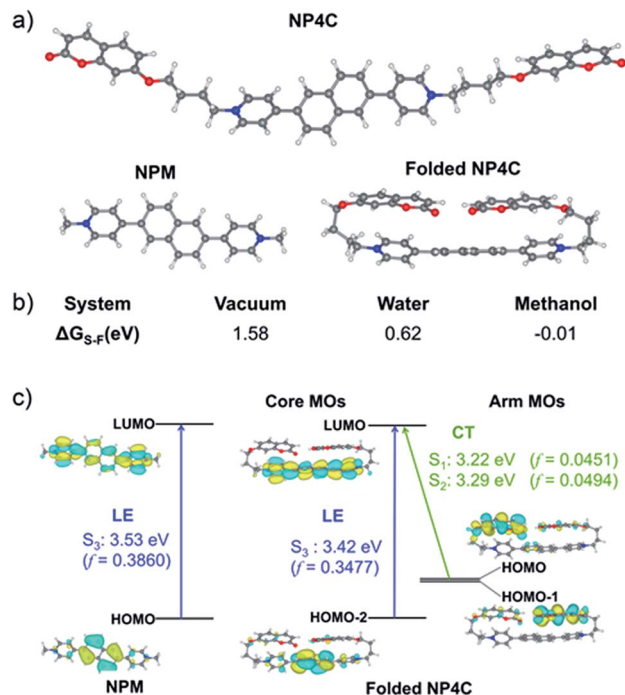 a)
NP4C
NPM
Folded NP4C
b) System Vacuum Water Methanol
ΔG_S-F(eV) 1.58 0.62 -0.01
c)
Core MOs Arm MOs
LUMO LUMO
CT
S₁: 3.22 eV (f = 0.0451)
S₂: 3.29 eV (f = 0.0494)
LE LE
S₃ : 3.53 eV S₃ : 3.42 eV
(f = 0.3860) (f = 0.3477)
HOMO
HOMO-1
HOMO HOMO-2
NPM Folded NP4C